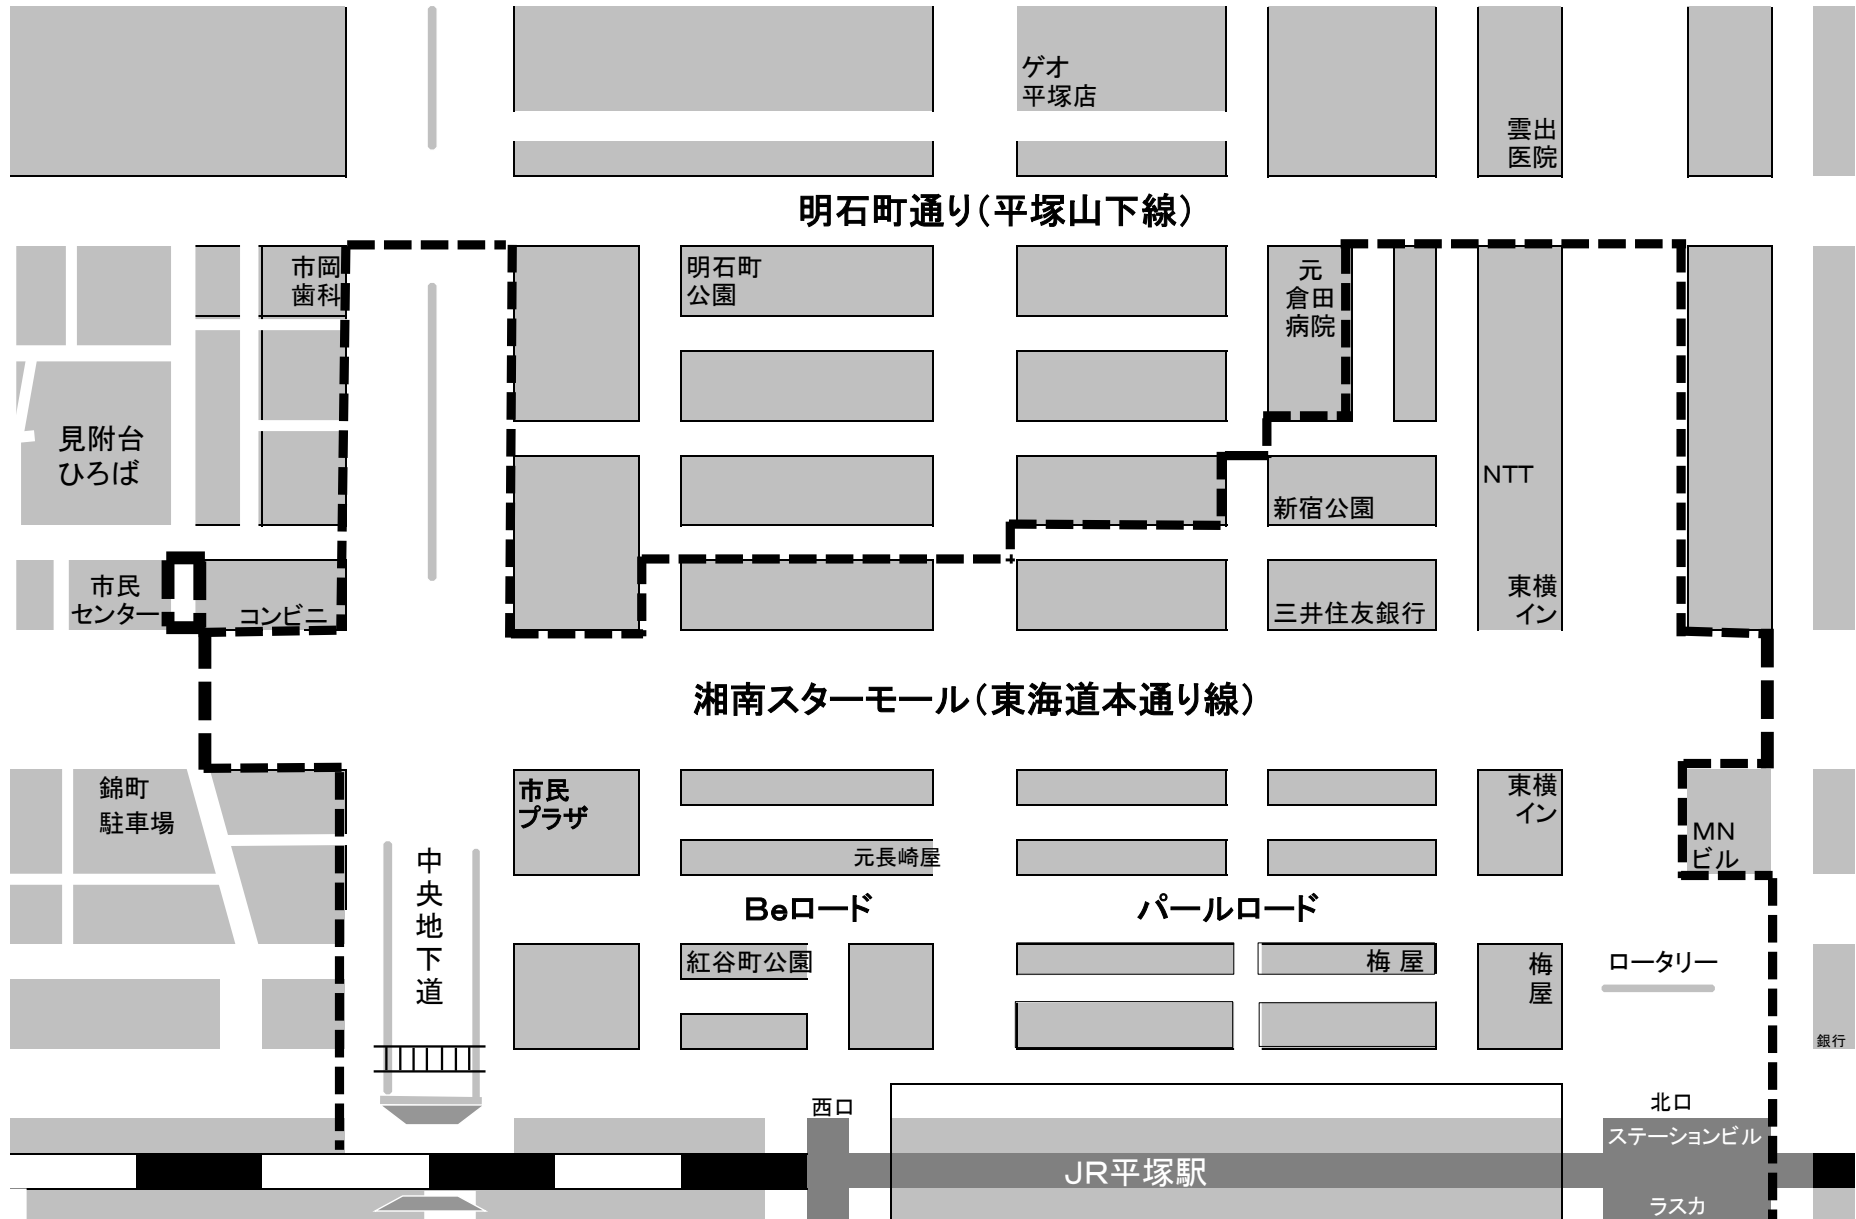 ゲオ
平塚店
雲出
医院
明石町通り(平塚山下線)
市岡
歯科
明石町
公園
元
倉田
病院
見附台
ひろば
NTT
新宿公園
市民
センター
コンビニ
三井住友銀行
東横
イン
湘南スターモール(東海道本通り線)
錦町
駐車場
市民
プラザ
東横
イン
MN
ビル
元長崎屋
中央地下道
Beロード
パールロード
紅谷町公園
梅屋
梅屋
ロータリー
銀行
西口
北口
ステーションビル
JR平塚駅
ラスカ